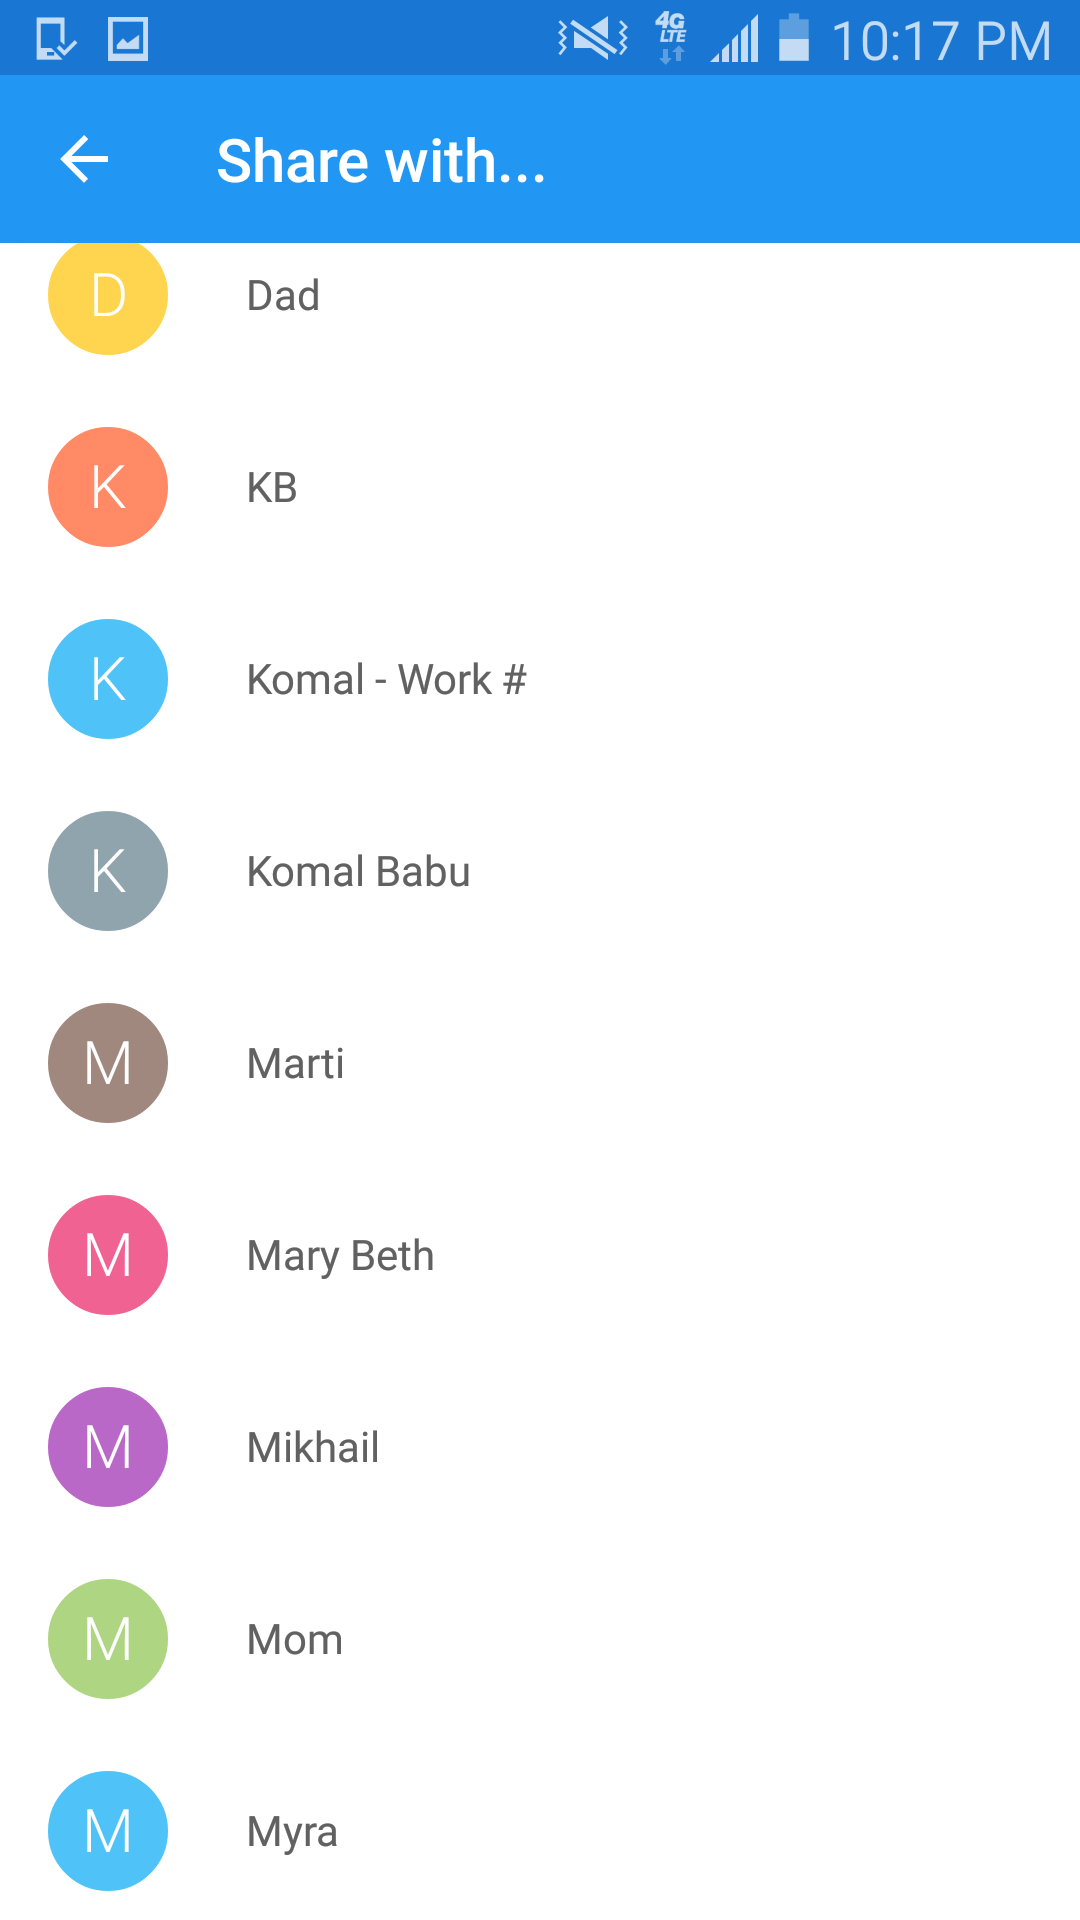 4G LTE 10:17 PM
Share with...
D Dad
K KB
K Komal - Work #
K Komal Babu
M Marti
M Mary Beth
M Mikhail
M Mom
M Myra